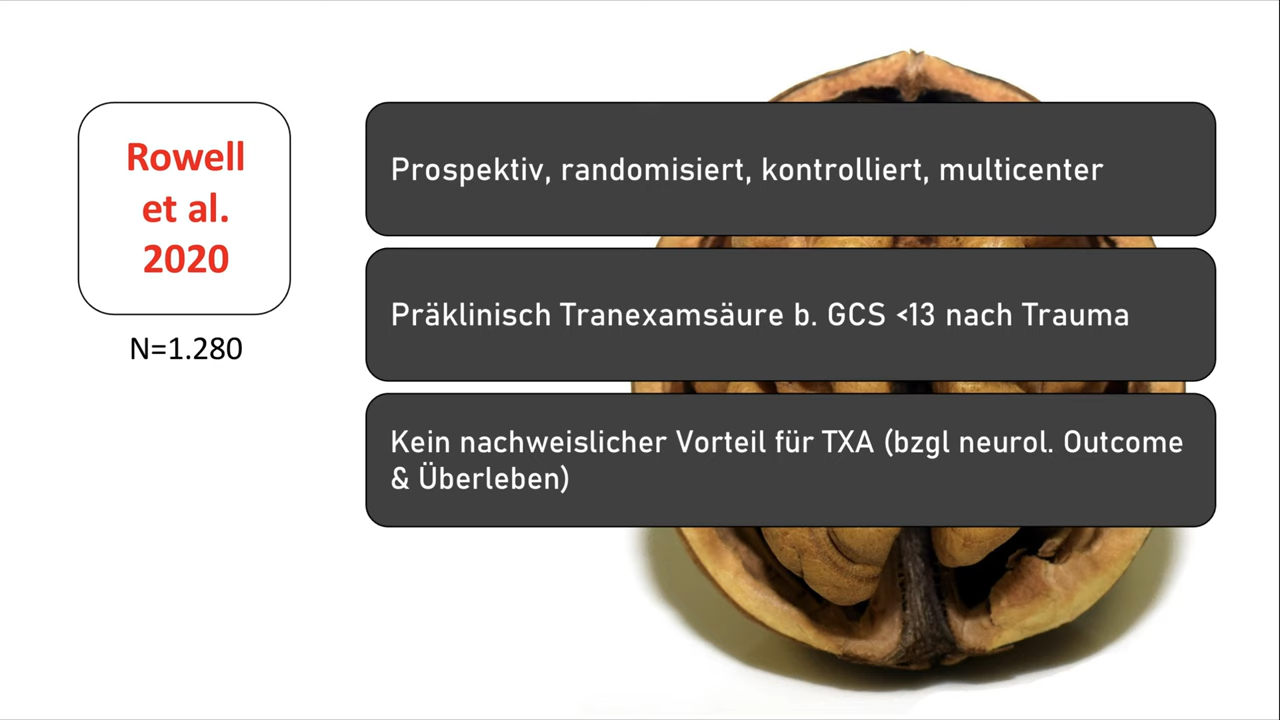 Rowell
et al.
2020
N=1.280
Prospektiv, randomisiert, kontrolliert, multicenter
Präklinisch Tranexamsäure b. GCS <13 nach Trauma
Kein nachweislicher Vorteil für TXA (bzgl neurol. Outcome
& Überleben)